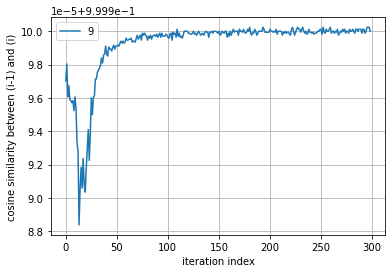 1e-5+9.999e-1
10.0
9.8
9.6
9.4
9.2
9.0
8.8
9
cosine similarity between (i-1) and (i)
0 50 100 150 200 250 300
iteration index